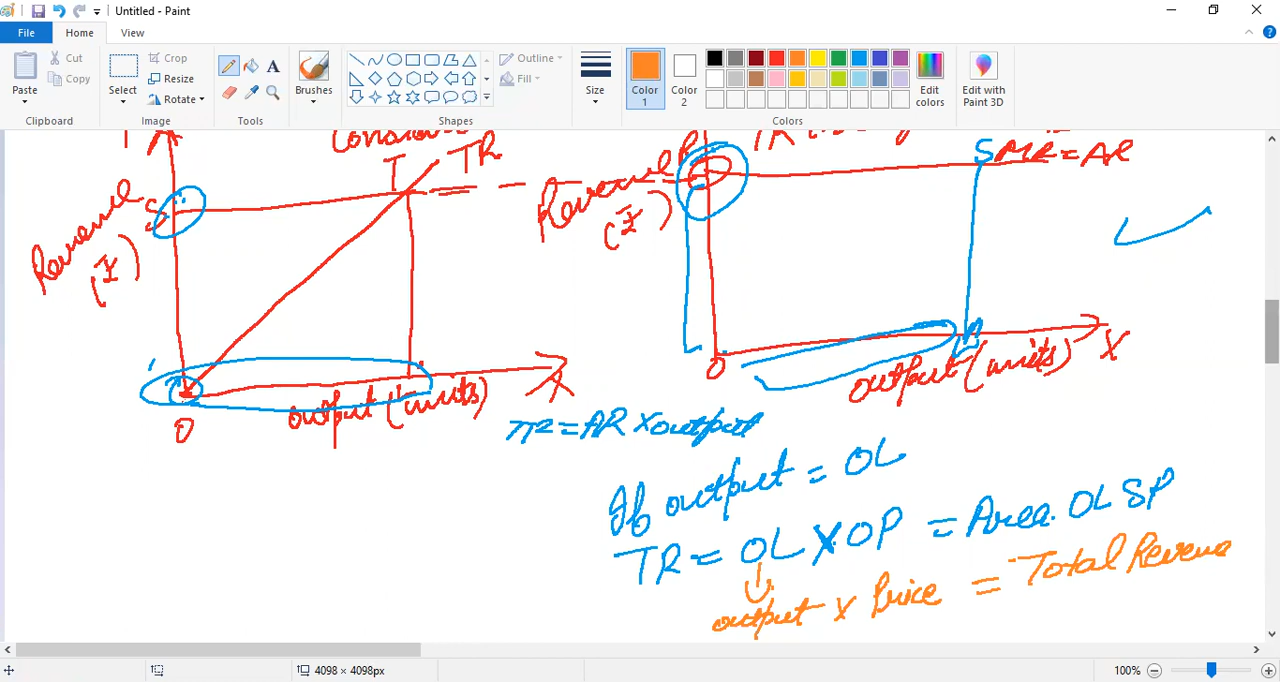 Untitled - Paint
File
Home
View
Paste
Cut
Copy
Clipboard
Select
Crop
Resize
Rotate
Image
A
Tools
Brushes
Shapes
Outline
Fill
Size
Color 1
Color 2
Edit colors
Edit with Paint 3D
Colors
T
TR
S
Revenue
O
output (units)
X
Revenue
S
MR = AR
O
output (units)
X
TR = AR X output
If output = OL
TR = OL X OP = Area OLSP
output x Price = Total Revenue
4098 × 4098px
100%